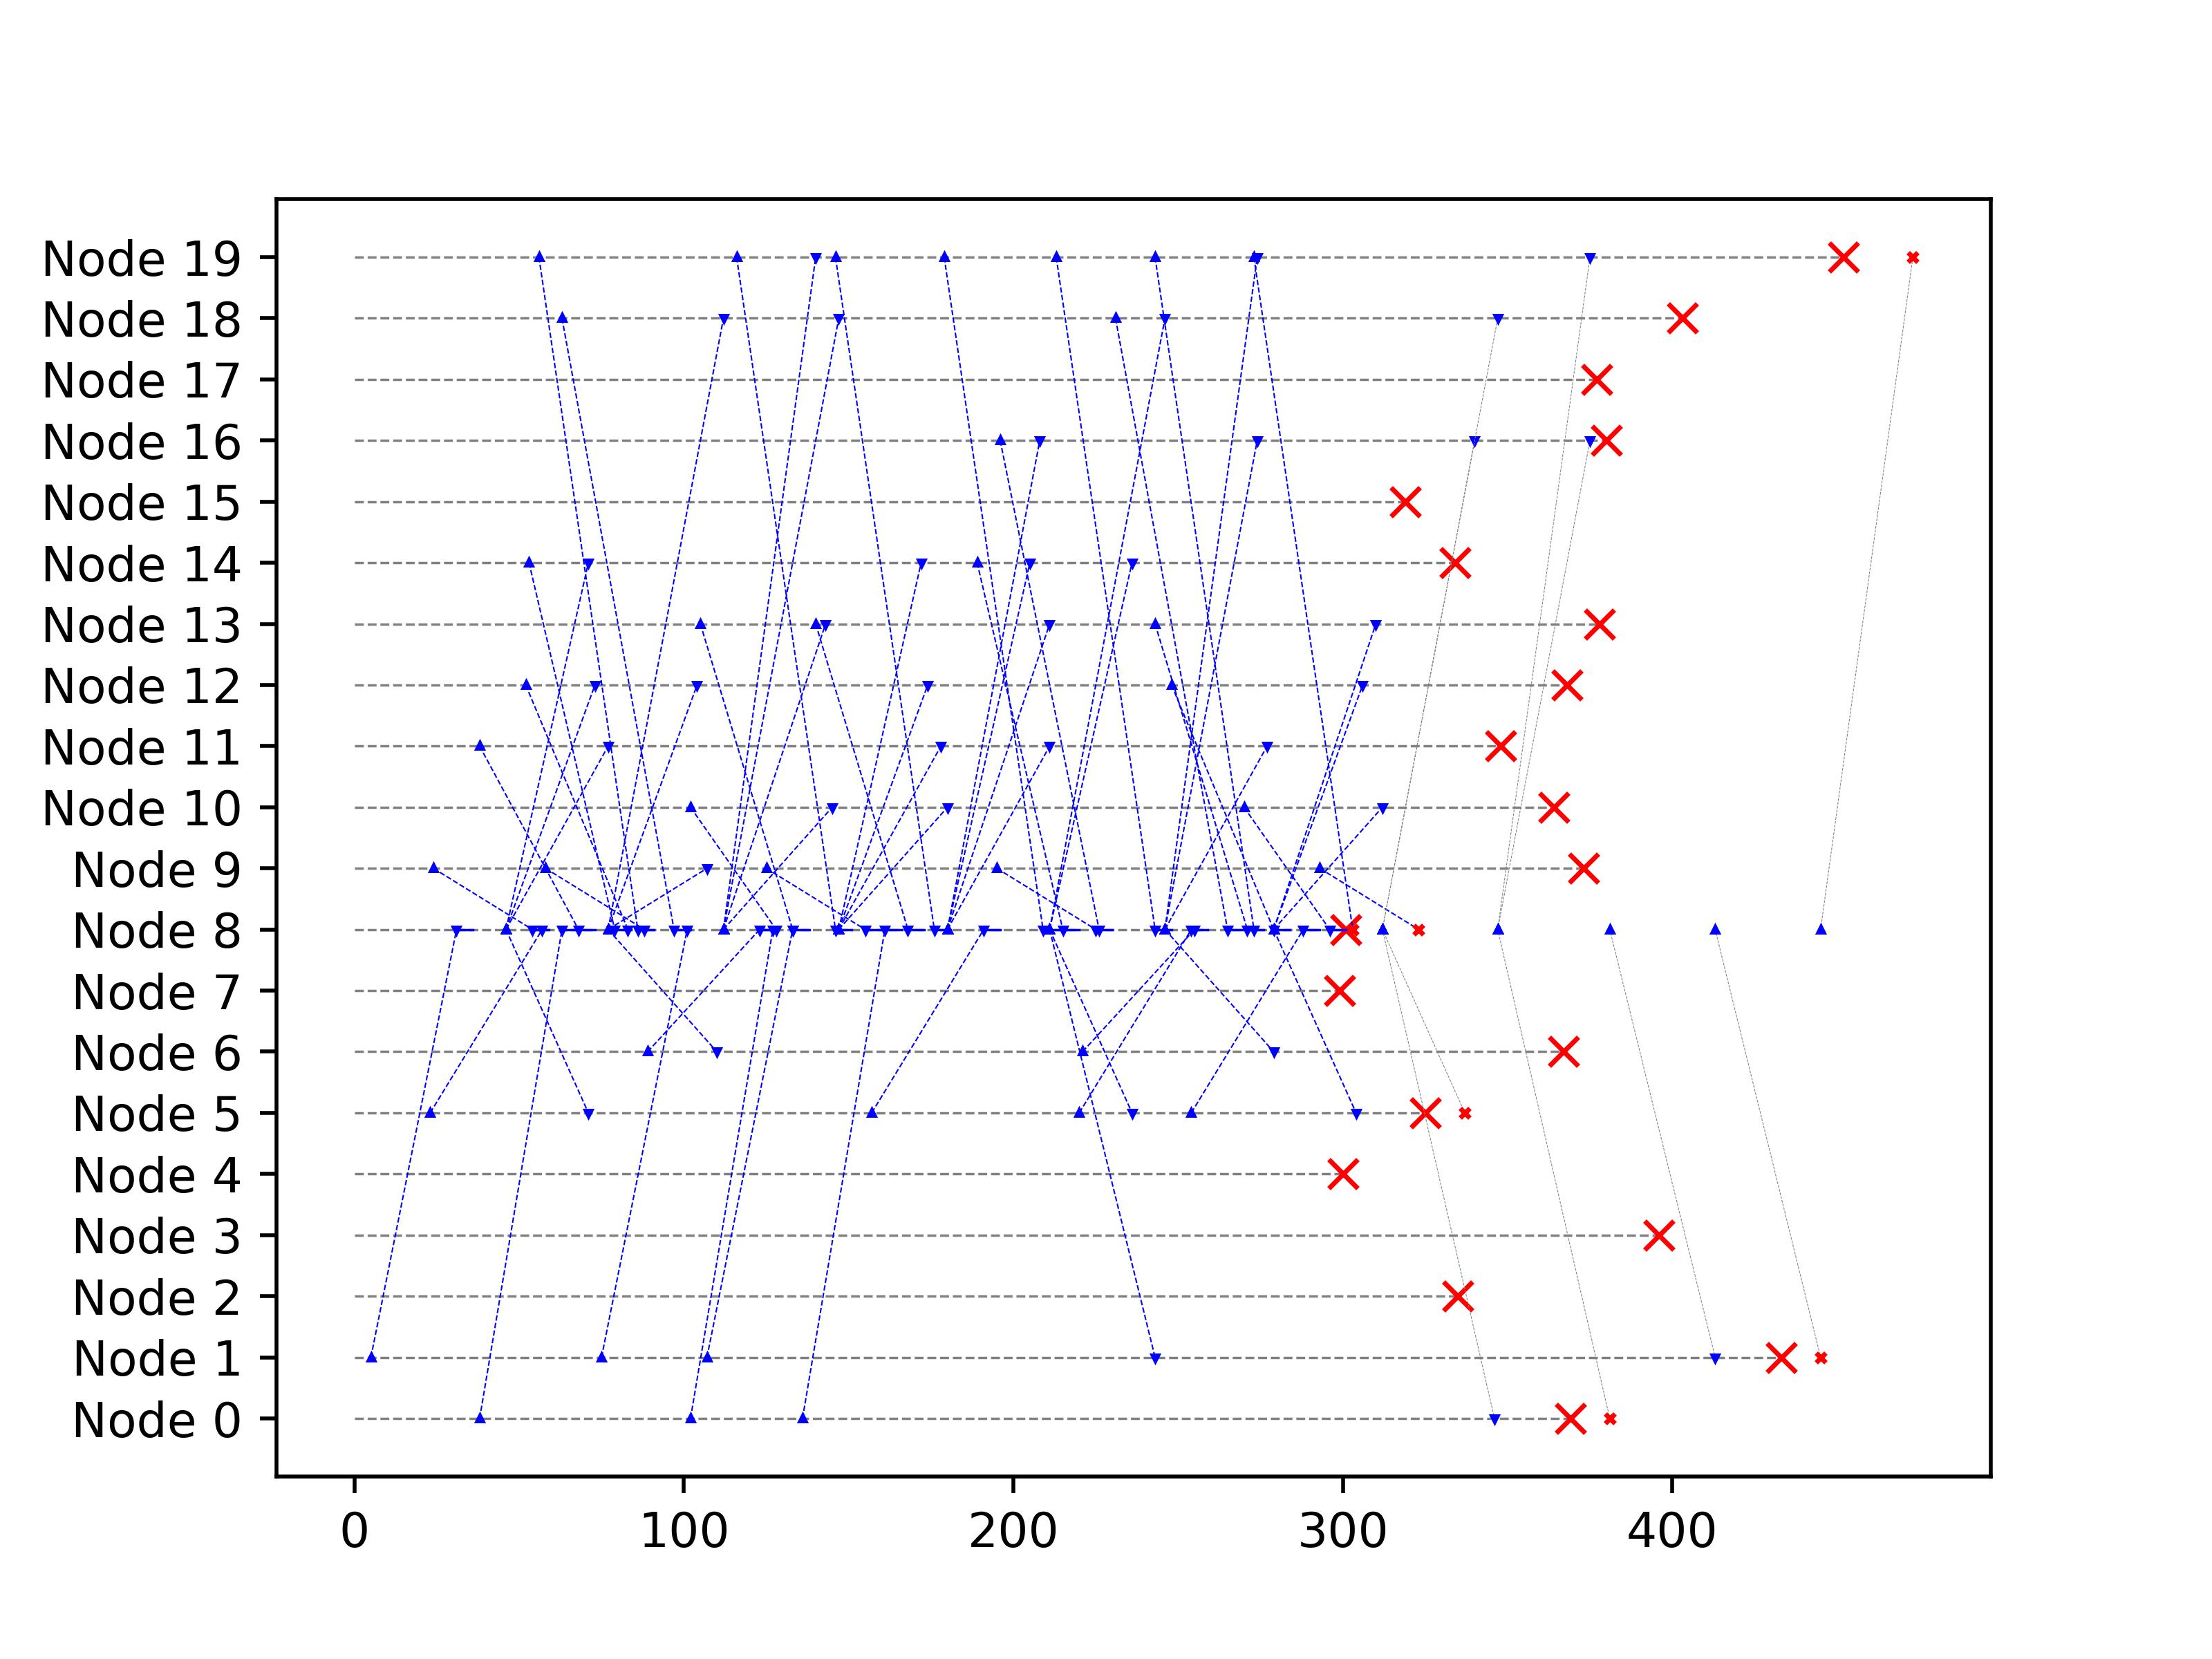 Node 19
Node 18
Node 17
Node 16
Node 15
Node 14
Node 13
Node 12
Node 11
Node 10
Node 9
Node 8
Node 7
Node 6
Node 5
Node 4
Node 3
Node 2
Node 1
Node 0
0 100 200 300 400